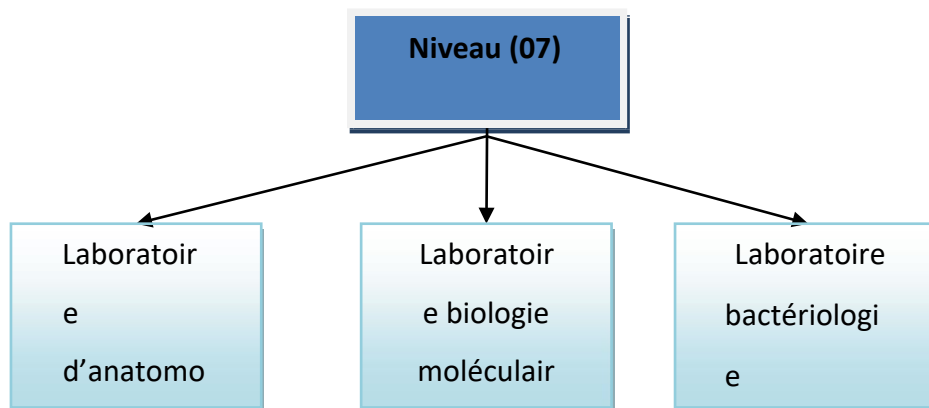 Niveau (07)
Laboratoir
e
d’anatomo
Laboratoir
e biologie
moléculair
Laboratoire
bactériologi
e